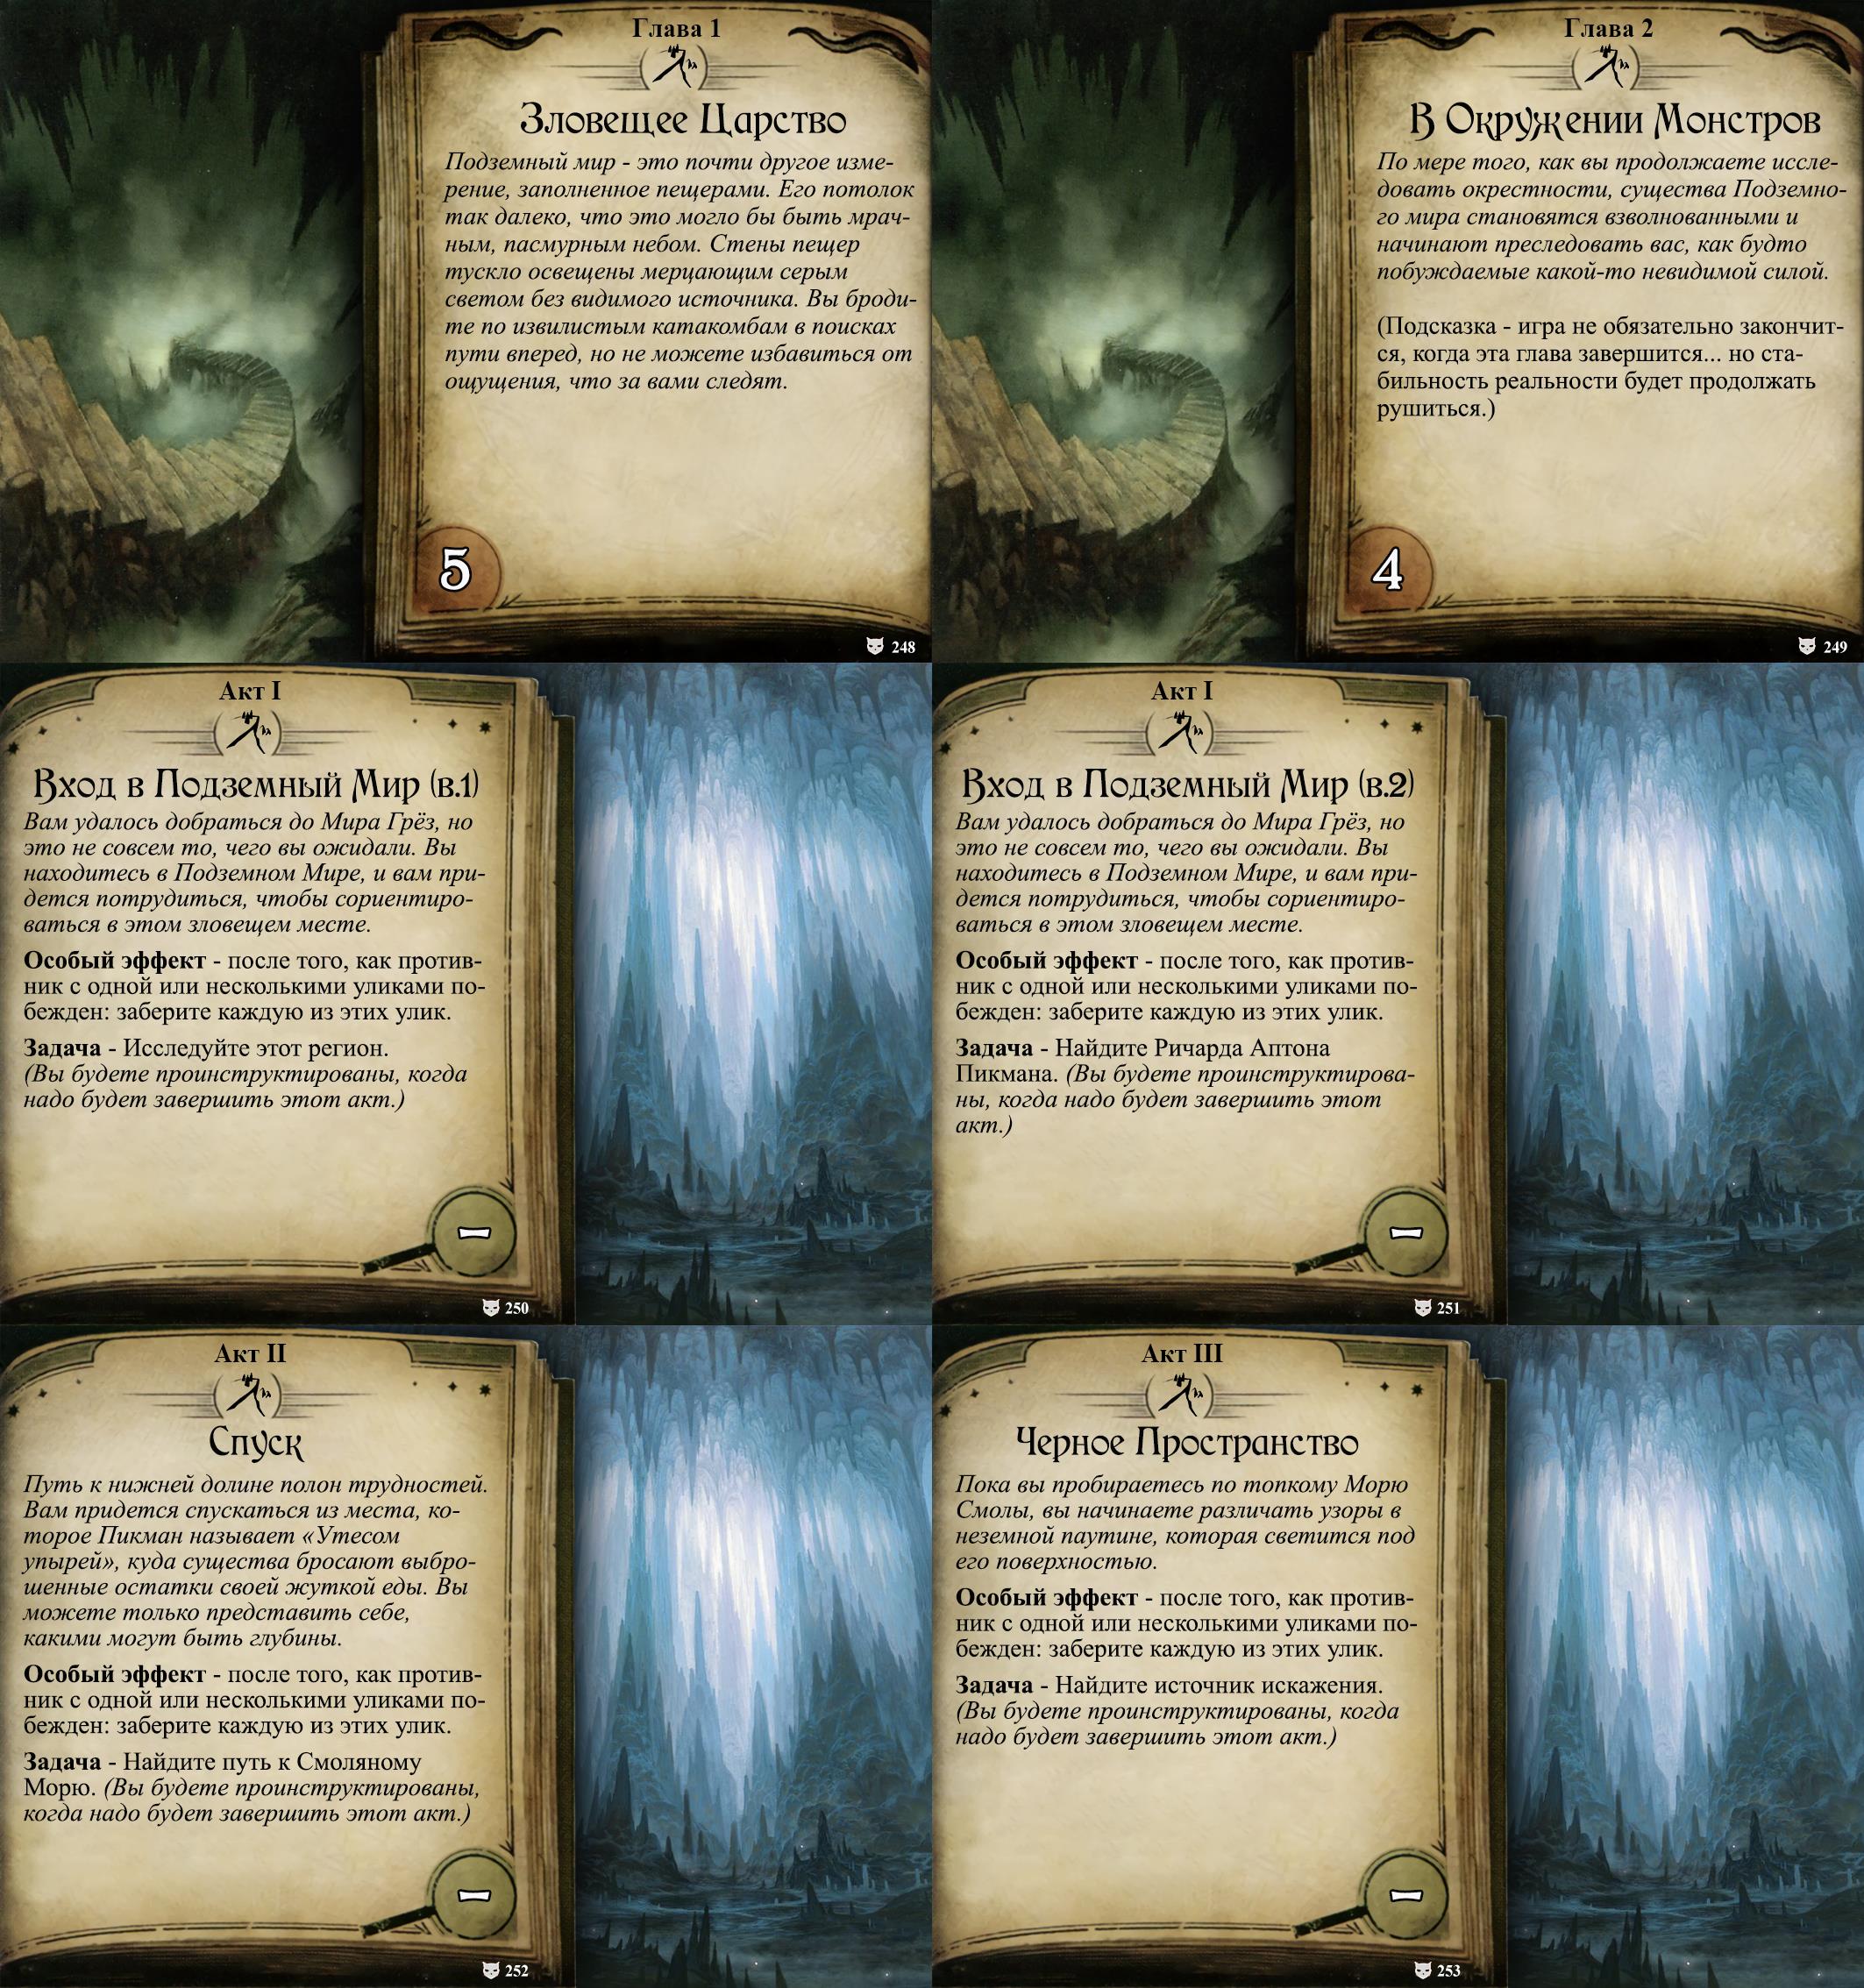 Глава 1
Зловещее Царство
Подземный мир - это почти другое изме-
рение, заполненное пещерами. Его потолок
так далеко, что это могло бы быть мрач-
ным, пасмурным небом. Стены пещер
тускло освещены мерцающим серым
светом без видимого источника. Вы броди-
те по извилистым катакомбам в поисках
пути вперед, но не можете избавиться от
ощущения, что за вами следят.
5
248
Глава 2
В Окружении Монстров
По мере того, как вы продолжаете иссле-
довать окрестности, существа Подземно-
го мира становятся взволнованными и
начинают преследовать вас, как будто
побуждаемые какой-то невидимой силой.
(Подсказка - игра не обязательно закончит-
ся, когда эта глава завершится... но ста-
бильность реальности будет продолжать
рушиться.)
4
249
Акт I
Вход в Подземный Мир (в.1)
Вам удалось добраться до Мира Грёз, но
это не совсем то, чего вы ожидали. Вы
находитесь в Подземном Мире, и вам при-
дется потрудиться, чтобы сориентиро-
ваться в этом зловещем месте.
Особый эффект - после того, как против-
ник с одной или несколькими уликами по-
бежден: заберите каждую из этих улик.
Задача - Исследуйте этот регион.
(Вы будете проинструктированы, когда
надо будет завершить этот акт.)
-
250
Акт I
Вход в Подземный Мир (в.2)
Вам удалось добраться до Мира Грёз, но
это не совсем то, чего вы ожидали. Вы
находитесь в Подземном Мире, и вам при-
дется потрудиться, чтобы сориентиро-
ваться в этом зловещем месте.
Особый эффект - после того, как против-
ник с одной или несколькими уликами по-
бежден: заберите каждую из этих улик.
Задача - Найдите Ричарда Аптона
Пикмана. (Вы будете проинструктирова-
ны, когда надо будет завершить этот
акт.)
-
251
Акт II
Спуск
Путь к нижней долине полон трудностей.
Вам придется спускаться из места, ко-
торое Пикман называет «Утесом
упырей», куда существа бросают выбро-
шенные остатки своей жуткой еды. Вы
можете только представить себе,
какими могут быть глубины.
Особый эффект - после того, как против-
ник с одной или несколькими уликами по-
бежден: заберите каждую из этих улик.
Задача - Найдите путь к Смоляному
Морю. (Вы будете проинструктированы,
когда надо будет завершить этот акт.)
-
252
Акт III
Черное Пространство
Пока вы пробираетесь по топкому Морю
Смолы, вы начинаете различать узоры в
неземной паутине, которая светится под
его поверхностью.
Особый эффект - после того, как против-
ник с одной или несколькими уликами по-
бежден: заберите каждую из этих улик.
Задача - Найдите источник искажения.
(Вы будете проинструктированы, когда
надо будет завершить этот акт.)
-
253